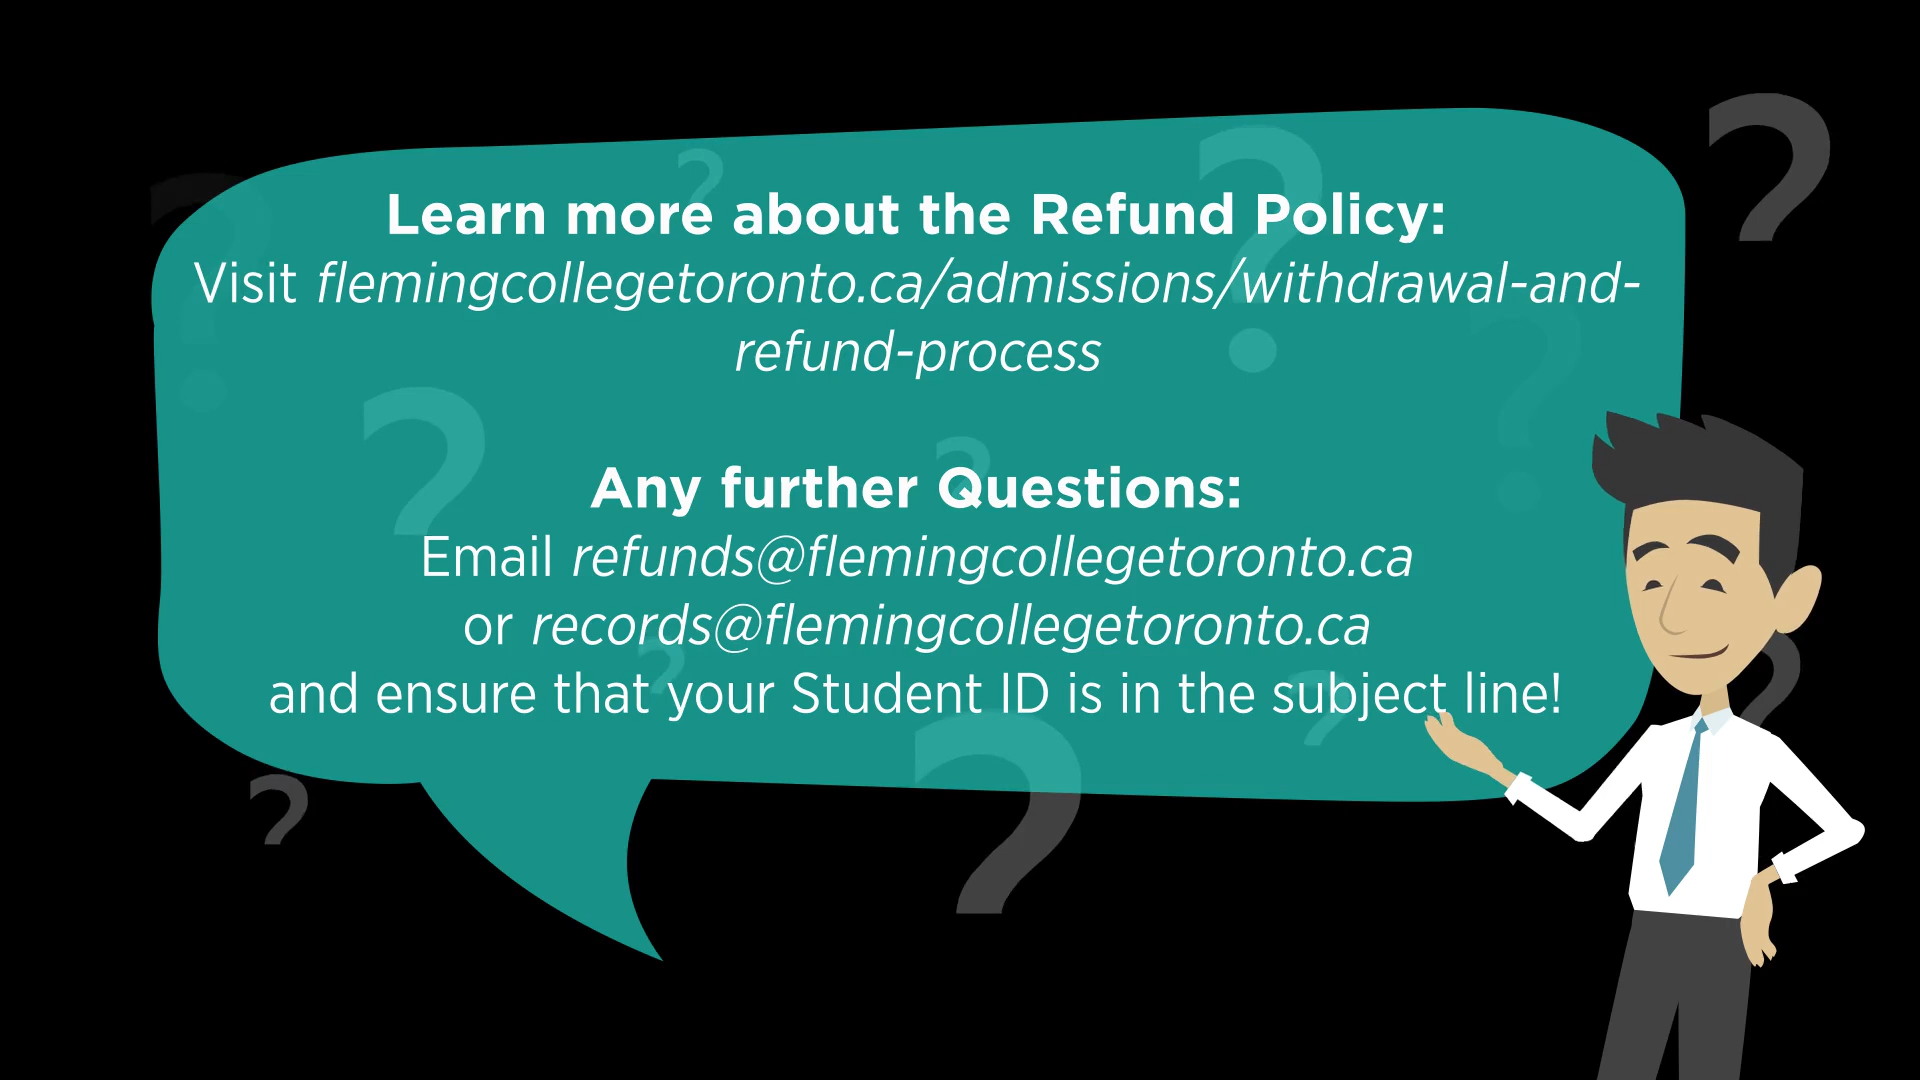 Learn more about the Refund Policy:
Visit flemingcollegetoronto.ca/admissions/withdrawal-and-
refund-process
Any further Questions:
Email refunds@flemingcollegetoronto.ca
or records@flemingcollegetoronto.ca
and ensure that your Student ID is in the subject line!